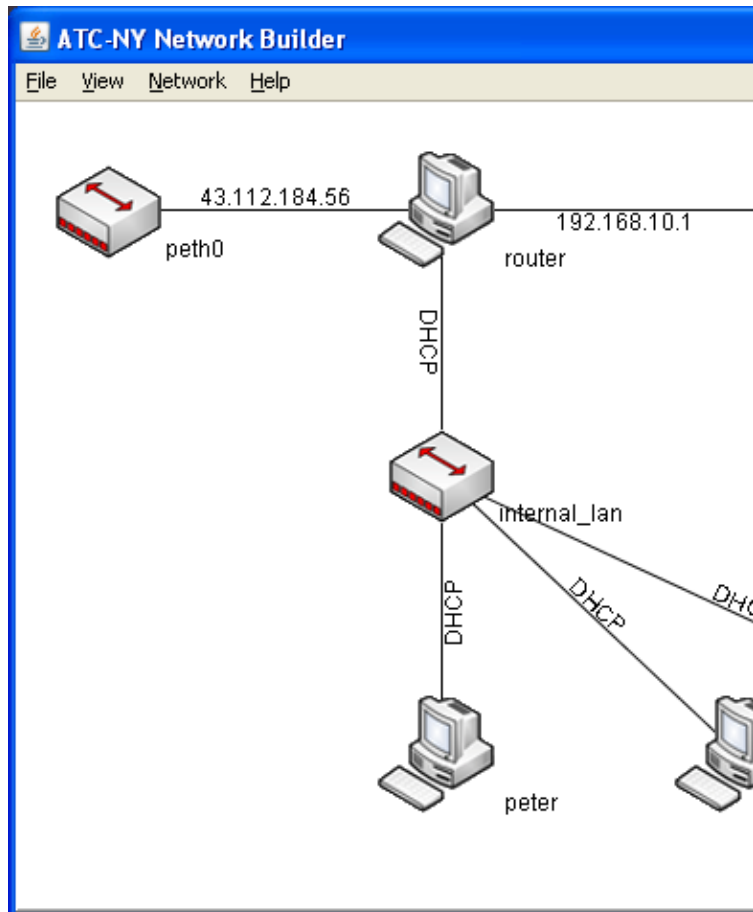 ATC-NY Network Builder
File View Network Help
43.112.184.56
192.168.10.1
peth0
router
DHCP
internal_lan
DHCP
DHCP
DHC
peter